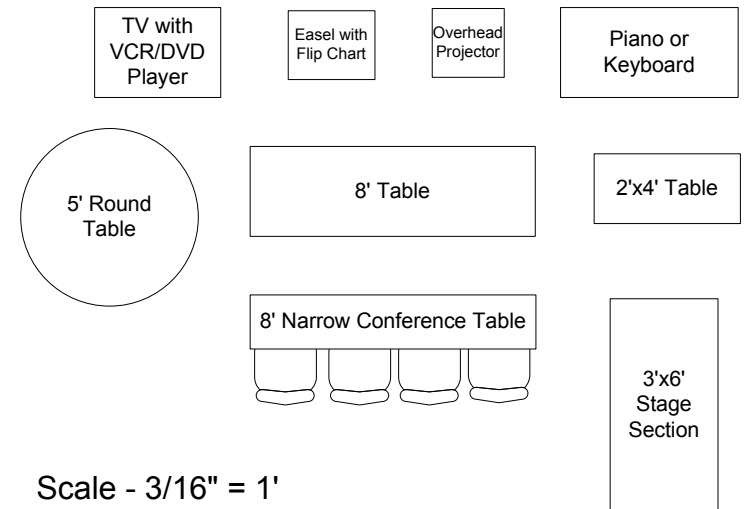 TV with
VCR/DVD
Player
Easel with
Flip Chart
Overhead
Projector
Piano or
Keyboard
5' Round
Table
8' Table
2'x4' Table
8' Narrow Conference Table
3'x6'
Stage
Section
Scale - 3/16" = 1'